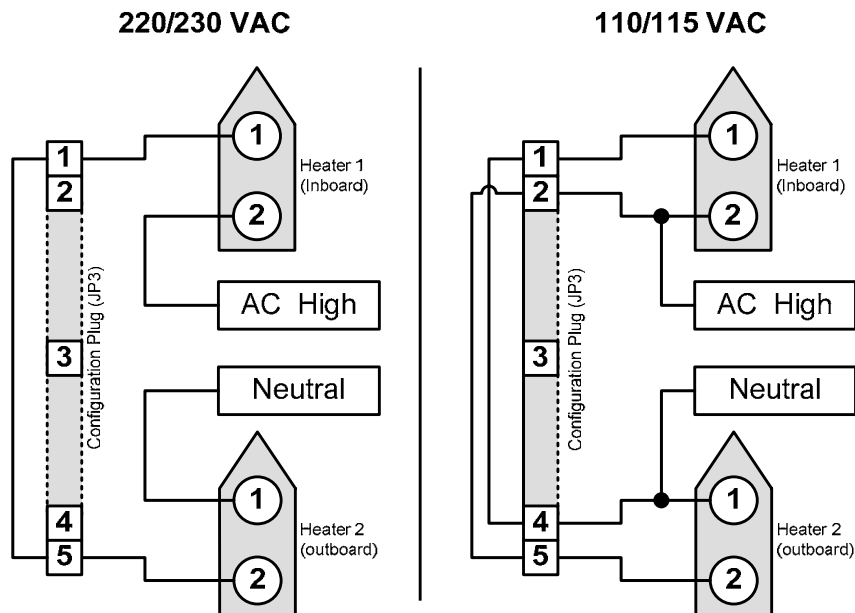 220/230 VAC
1
2
3
4
5
Configuration Plug (JP3)
1
2
Heater 1
(Inboard)
AC High
Neutral
1
2
Heater 2
(outboard)
110/115 VAC
1
2
3
4
5
Configuration Plug (JP3)
1
2
Heater 1
(Inboard)
AC High
Neutral
1
2
Heater 2
(outboard)